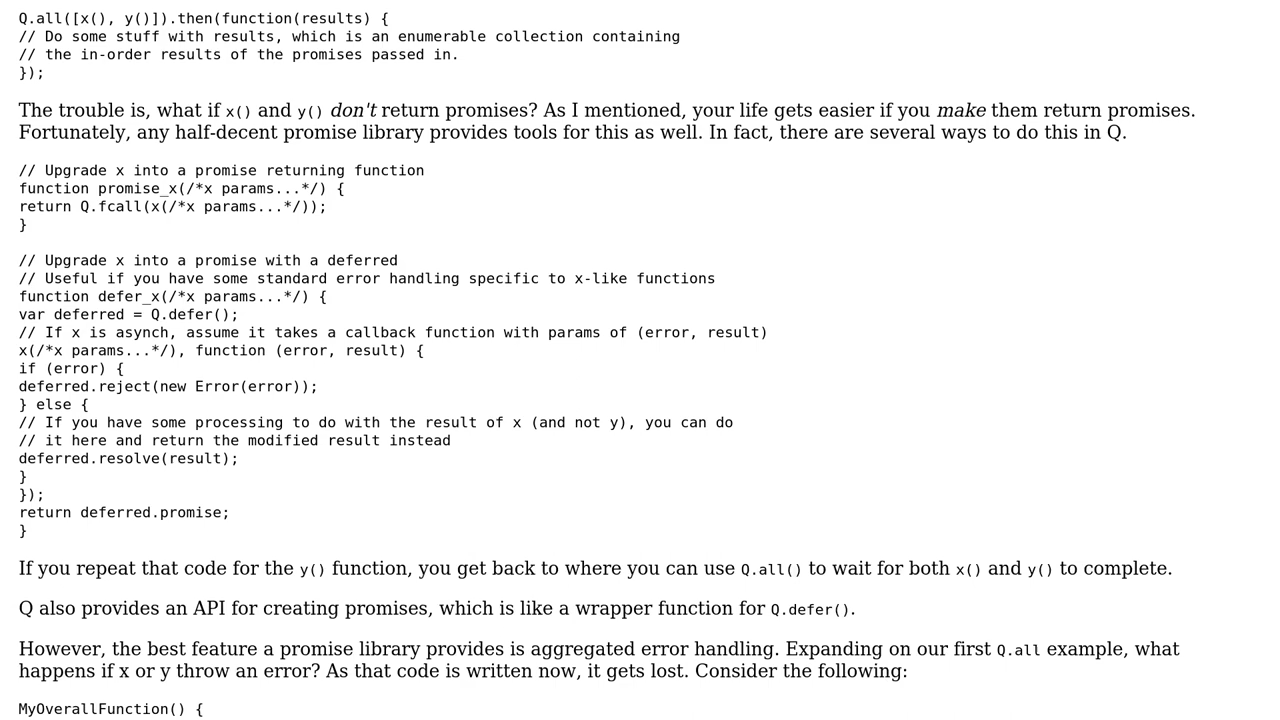 Q.all([x(), y()]).then(function(results) {
// Do some stuff with results, which is an enumerable collection containing
// the in-order results of the promises passed in.
});
The trouble is, what if x() and y() don't return promises? As I mentioned, your life gets easier if you make them return promises.
Fortunately, any half-decent promise library provides tools for this as well. In fact, there are several ways to do this in Q.
// Upgrade x into a promise returning function
function promise_x(/*x params...*/) {
return Q.fcall(x(/*x params...*/));
}
// Upgrade x into a promise with a deferred
// Useful if you have some standard error handling specific to x-like functions
function defer_x(/*x params...*/) {
var deferred = Q.defer();
// If x is asynch, assume it takes a callback function with params of (error, result)
x(/*x params...*/), function (error, result) {
if (error) {
deferred.reject(new Error(error));
} else {
// If you have some processing to do with the result of x (and not y), you can do
// it here and return the modified result instead
deferred.resolve(result);
}
});
return deferred.promise;
}
If you repeat that code for the y() function, you get back to where you can use Q.all() to wait for both x() and y() to complete.
Q also provides an API for creating promises, which is like a wrapper function for Q.defer().
However, the best feature a promise library provides is aggregated error handling. Expanding on our first Q.all example, what
happens if x or y throw an error? As that code is written now, it gets lost. Consider the following:
MyOverallFunction() {